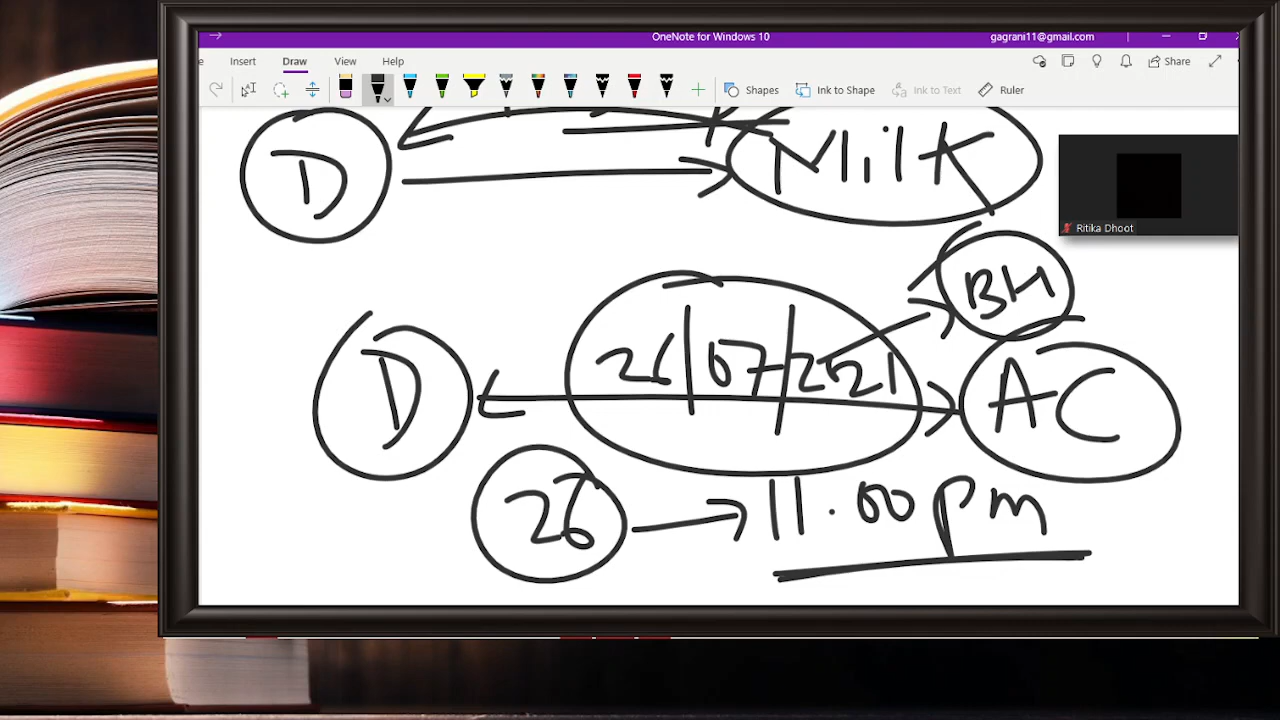 OneNote for Windows 10
gagrani11@gmail.com
Insert Draw View Help
Share
Shapes Ink to Shape Ink to Text Ruler
D Milk
Ritika Dhoot
BH
D 26/07/2021 AC
26 → 11.00 pm